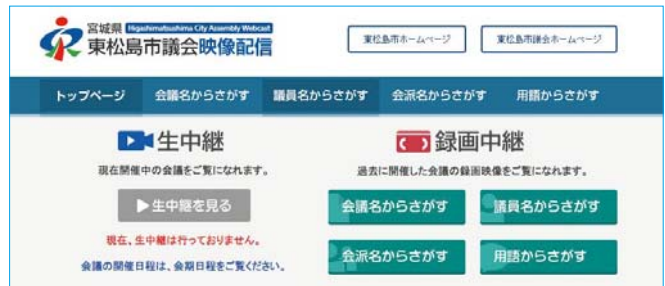 宮城県 Higashimatsushima City Assembly Webcast
東松島市議会映像配信
東松島市ホームページ
東松島市議会ホームページ
トップページ 会議名からさがす 議員名からさがす 会派名からさがす 用語からさがす
生中継
現在開催中の会議をご覧になれます。
▶生中継を見る
現在、生中継は行っておりません。
会議の開催日程は、会期日程をご覧ください。
録画中継
過去に開催した会議の録画映像をご覧になれます。
会議名からさがす
議員名からさがす
会派名からさがす
用語からさがす